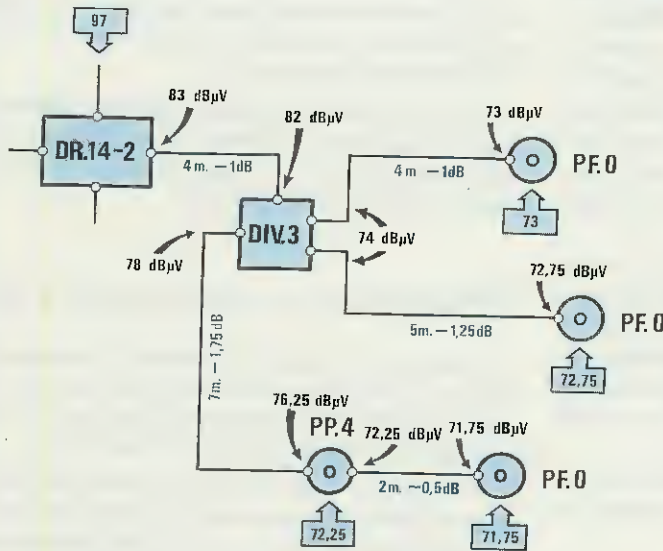 97
83 dBµV
82 dBµV
73 dBµV
DR.14-2
4 m. —1dB
4 m —1dB
PF.0
DIV.3
73
78 dBµV
74 dBµV
72,75 dBµV
5m.—1,25dB
PF.0
7m.—1,75dB
72,75
76,25 dBµV
PP.4
72,25 dBµV
71,75 dBµV
2m. —0,5dB
PF.0
72,25
71,75